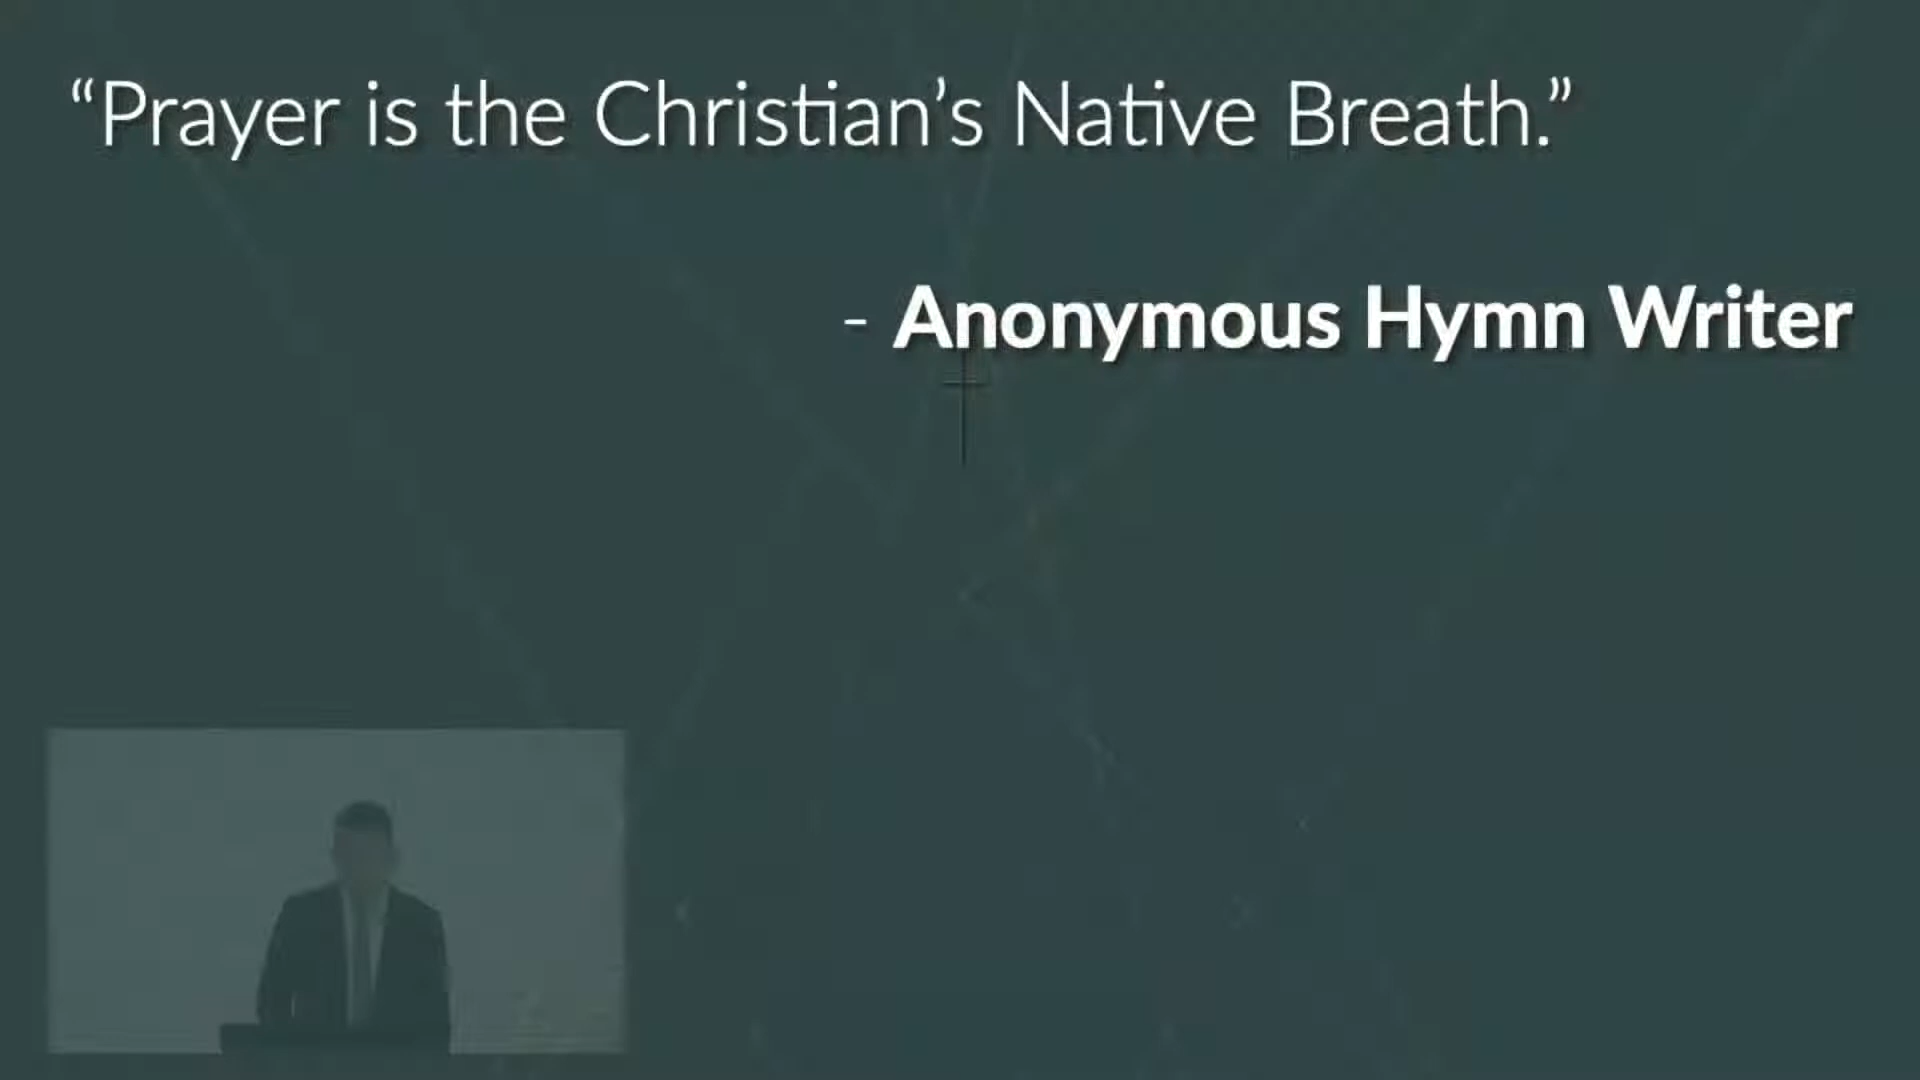 “Prayer is the Christian’s Native Breath.”
- Anonymous Hymn Writer